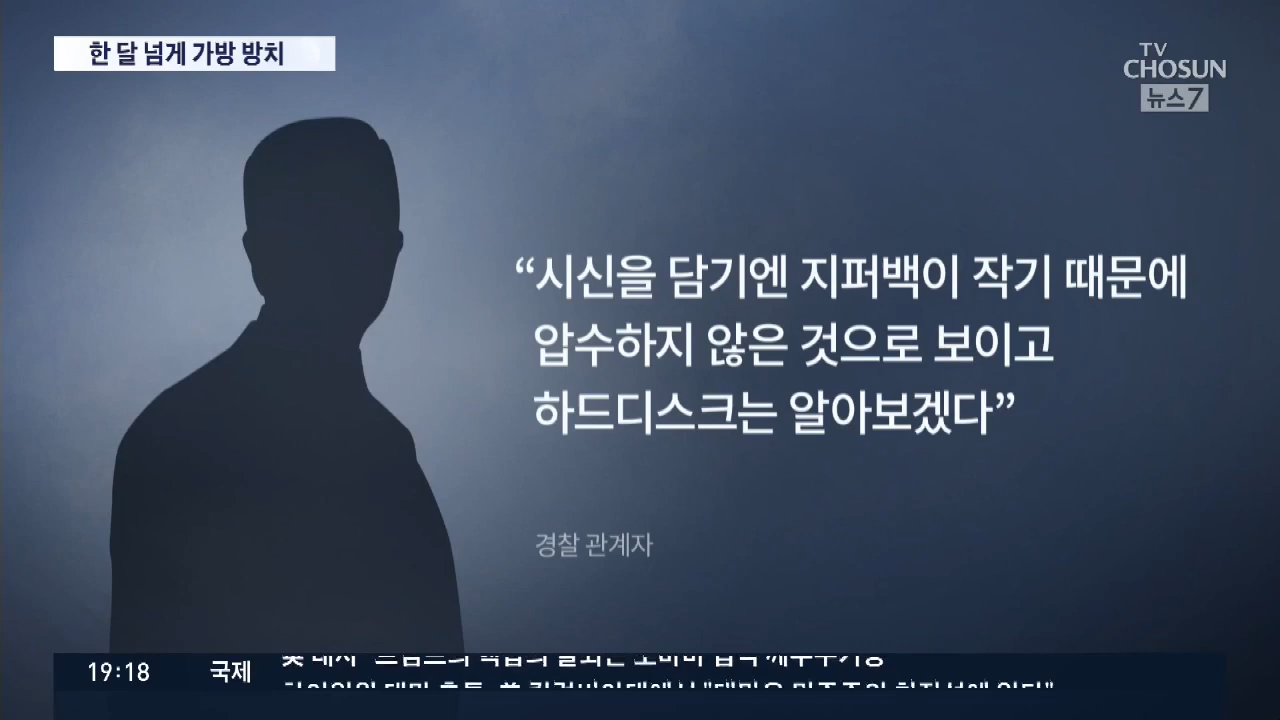 한 달 넘게 가방 방치
TV
CHOSUN
뉴스7
“시신을 담기엔 지퍼백이 작기 때문에
압수하지 않은 것으로 보이고
하드디스크는 알아보겠다”
경찰 관계자
19:18
국제